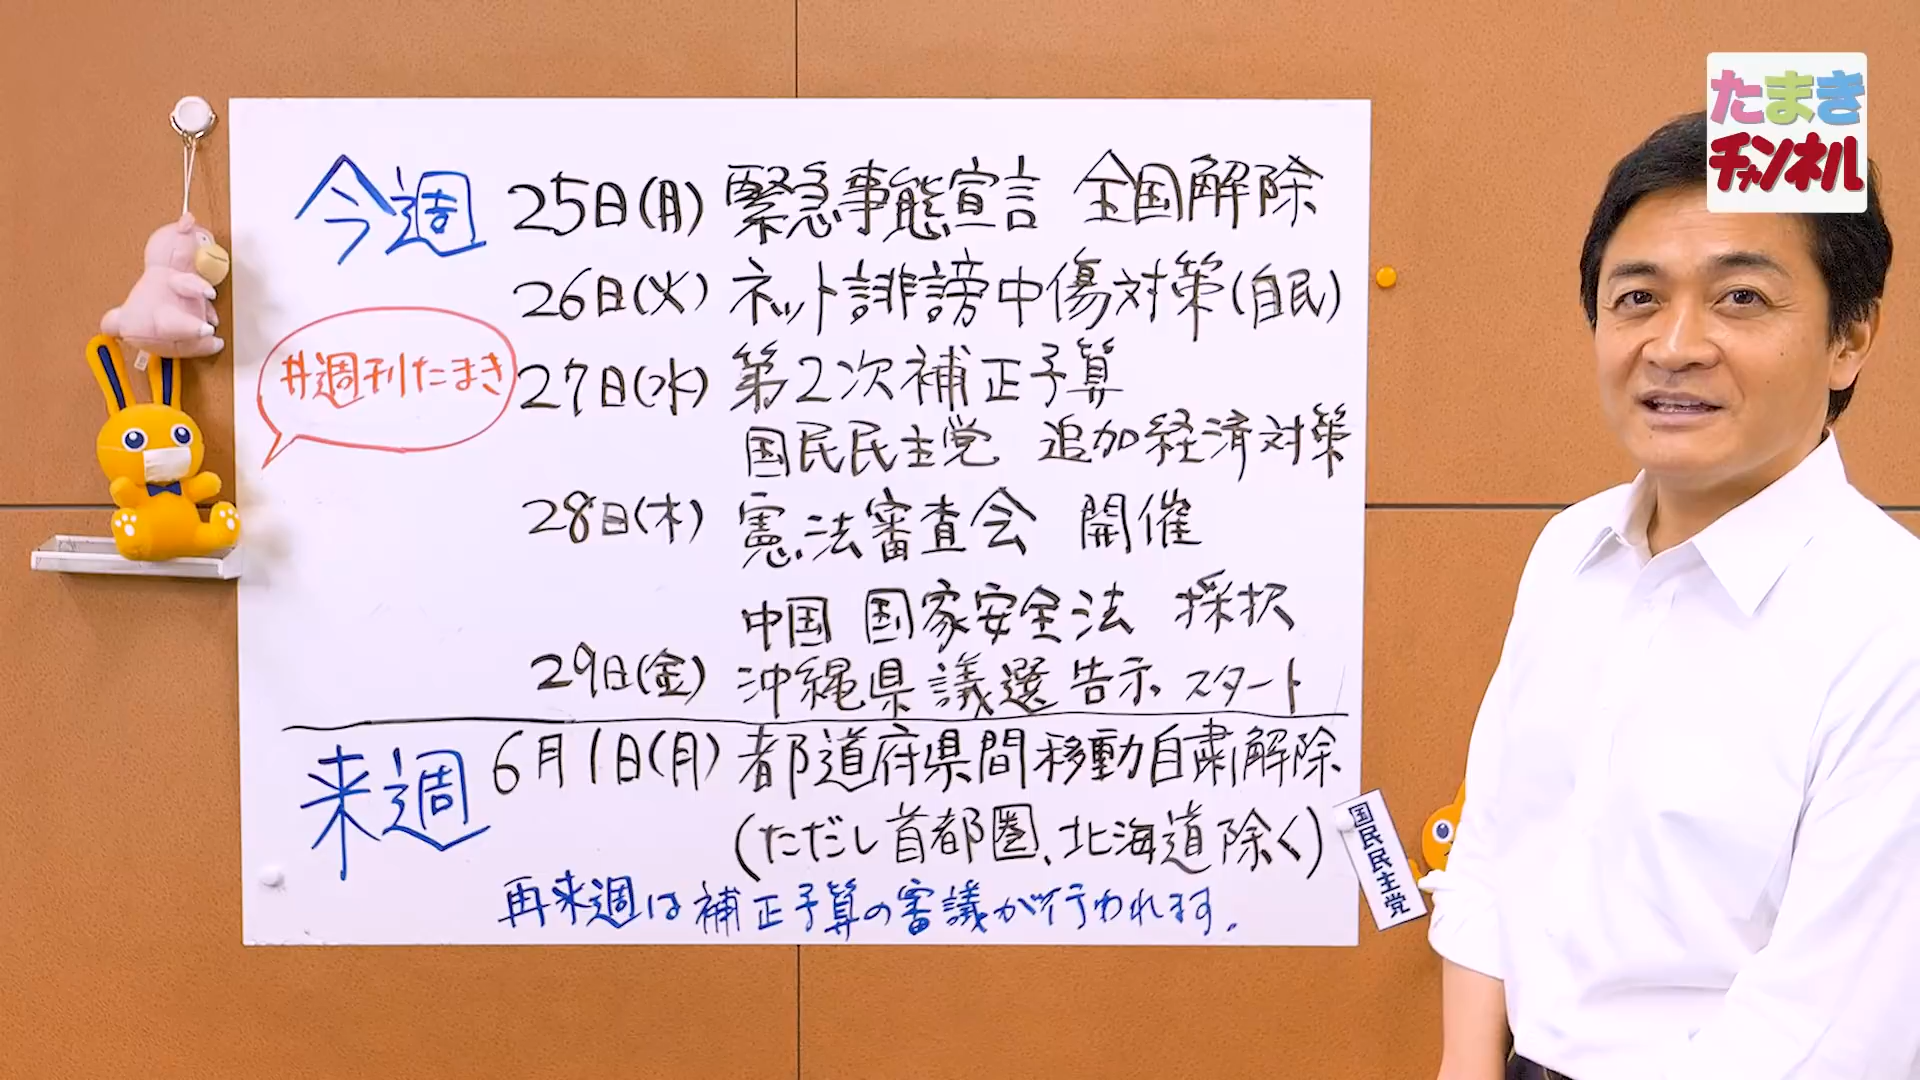 たまき
チャンネル
今週
25日(月) 緊急事態宣言 全国解除
26日(火) ネット誹謗中傷対策(自民)
#週刊たまき
27日(水) 第2次補正予算
国民民主党 追加経済対策
28日(木) 憲法審査会 開催
中国 国家安全法 採択
29日(金) 沖縄県議選告示 スタート
来週
6月1日(月) 都道府県間移動自粛解除
(ただし首都圏、北海道除く)
再来週は補正予算の審議が行われます.
国民民主党